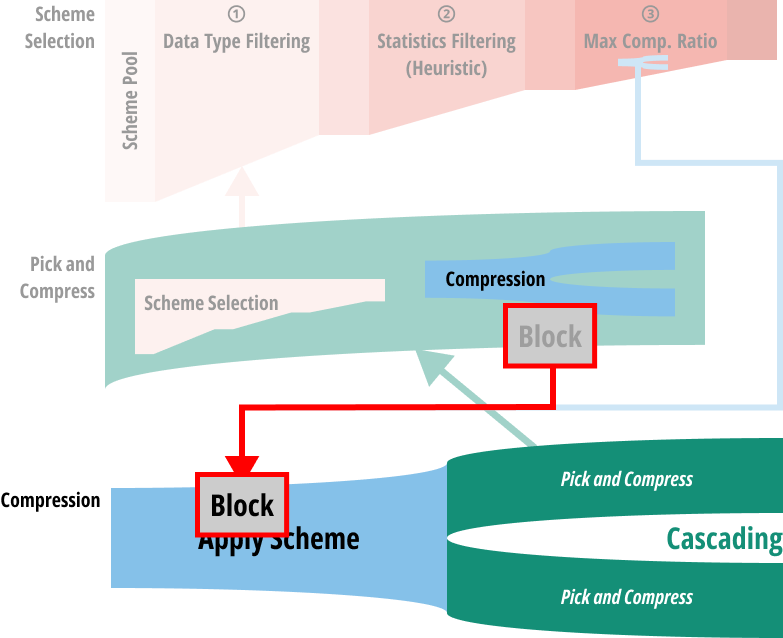 Scheme
Selection
①
Data Type Filtering
②
Statistics Filtering
(Heuristic)
③
Max Comp. Ratio
Scheme Pool
Pick and
Compress
Scheme Selection
Compression
Block
Compression
Block
Apply Scheme
Pick and Compress
Cascading
Pick and Compress